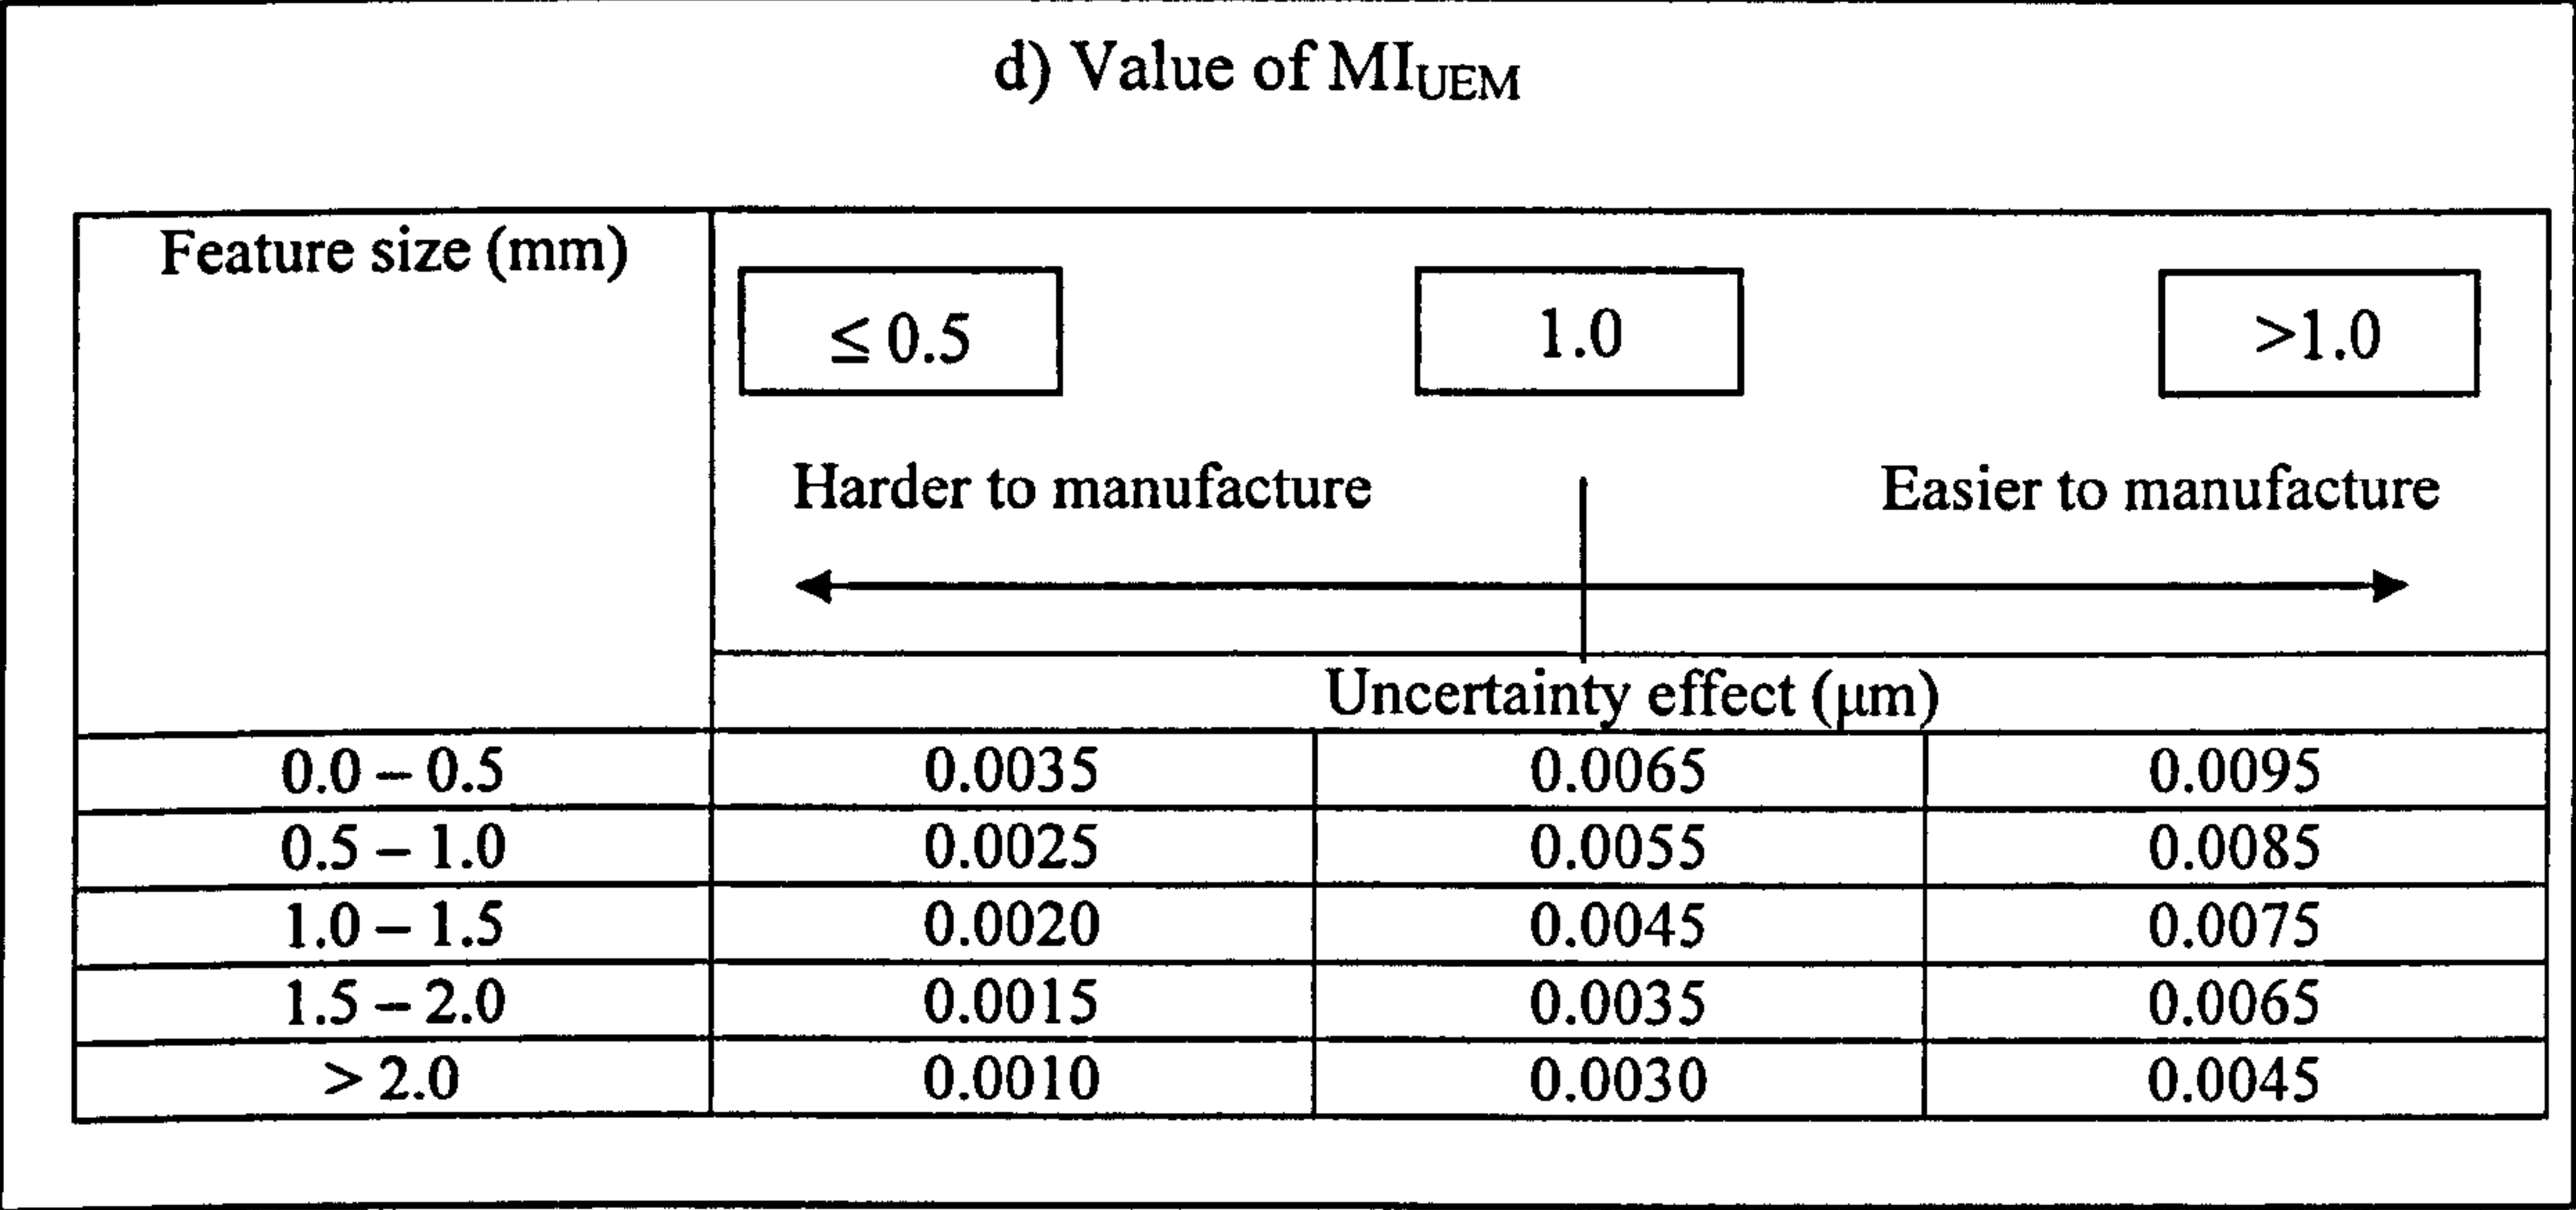 d) Value of MIUEM
Feature size (mm)
≤ 0.5 1.0 >1.0
Harder to manufacture Easier to manufacture
Uncertainty effect (μm)
0.0 – 0.5 0.0035 0.0065 0.0095
0.5 – 1.0 0.0025 0.0055 0.0085
1.0 – 1.5 0.0020 0.0045 0.0075
1.5 – 2.0 0.0015 0.0035 0.0065
> 2.0 0.0010 0.0030 0.0045